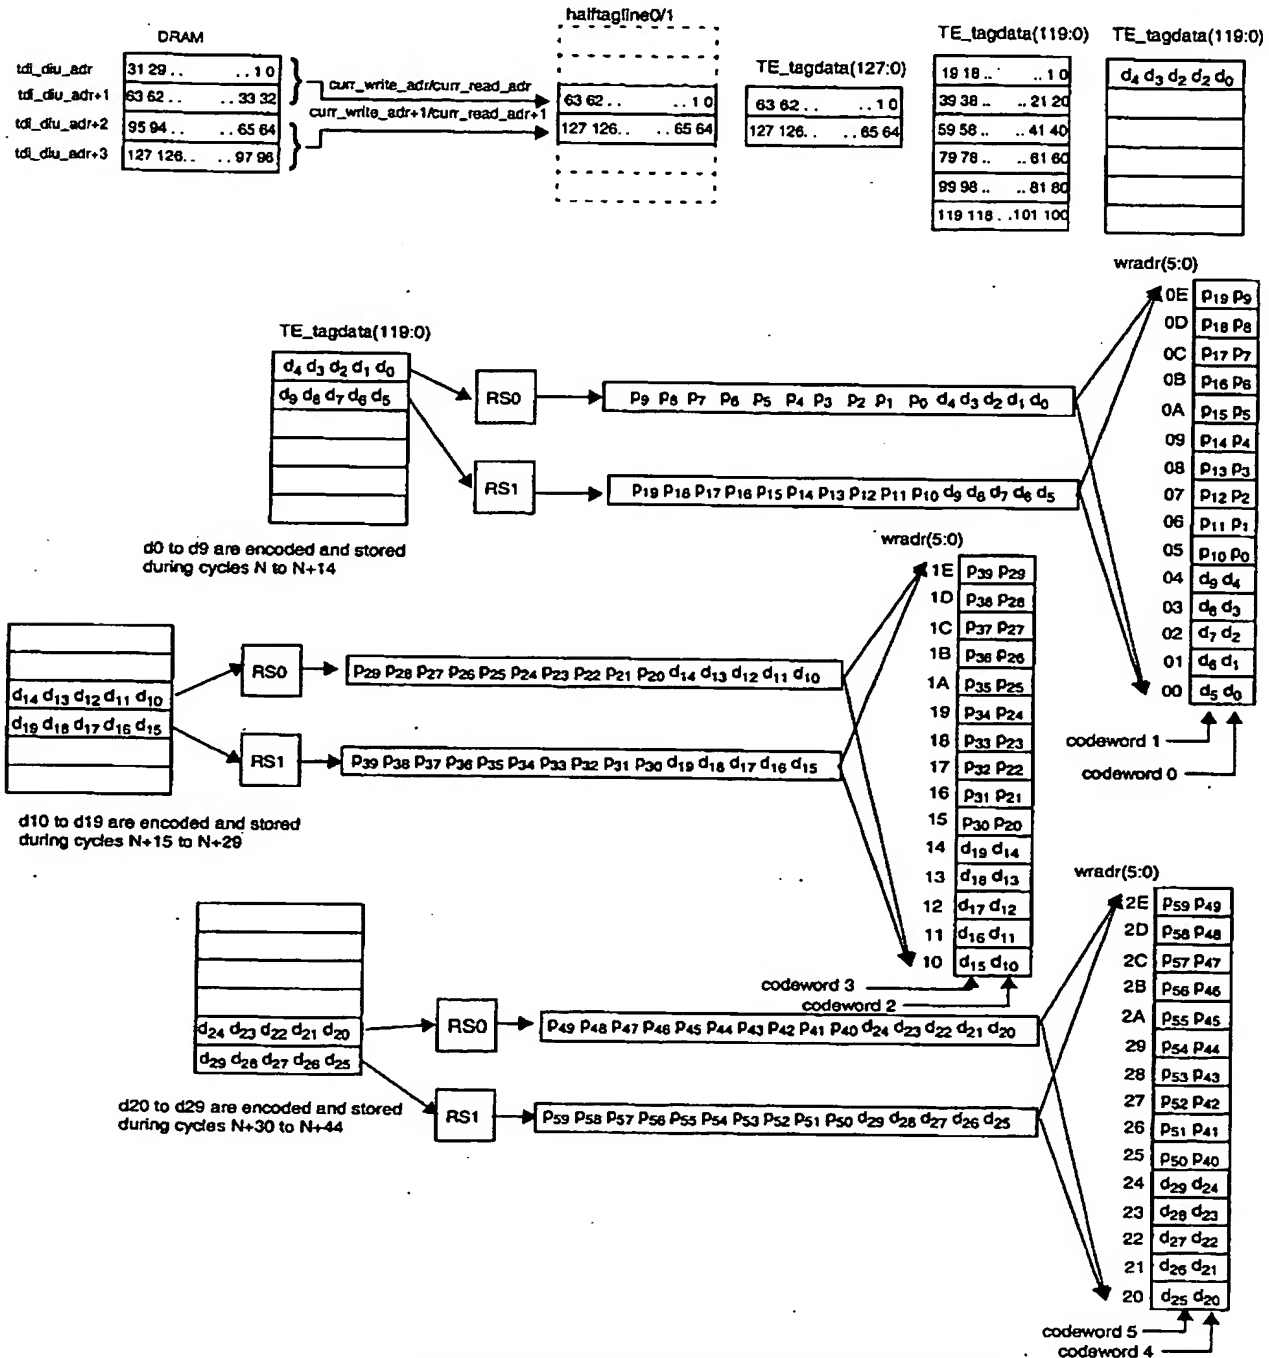 halftagline0/1
DRAM
TE_tagdata(119:0) TE_tagdata(119:0)
tdi_diu_adr 31 29 .. .. 1 0
TE_tagdata(127:0)
19 18 .. .. 1 0
d4 d3 d2 d2 d0
curr_write_adr/curr_read_adr
tdi_diu_adr+1 63 62 .. .. 33 32
63 62 .. .. 1 0
63 62 .. .. 1 0
39 38 .. .. 21 20
curr_write_adr+1/curr_read_adr+1
tdi_diu_adr+2 95 94 .. .. 65 64
127 126.. .. 65 64
127 126.. .. 65 64
59 58 .. .. 41 40
tdi_diu_adr+3 127 126 .. .. 97 96
79 78 .. .. 61 60
99 98 .. .. 81 80
119 118 .. ..101 100
wradr(5:0)
0E p19 p9
0D p18 p8
0C p17 p7
0B p16 p6
0A p15 p5
09 p14 p4
08 p13 p3
07 p12 p2
06 p11 p1
05 p10 p0
04 d9 d4
03 d8 d3
02 d7 d2
01 d6 d1
00 d5 d0
codeword 1
codeword 0
TE_tagdata(119:0)
d4 d3 d2 d1 d0
d9 d8 d7 d6 d5
RS0
p9 p8 p7 p6 p5 p4 p3 p2 p1 p0 d4 d3 d2 d1 d0
RS1
p19 p18 p17 p16 p15 p14 p13 p12 p11 p10 d9 d8 d7 d6 d5
d0 to d9 are encoded and stored
during cycles N to N+14
wradr(5:0)
1E p39 p29
1D p38 p28
1C p37 p27
1B p36 p26
1A p35 p25
19 p34 p24
18 p33 p23
17 p32 p22
16 p31 p21
15 p30 p20
14 d19 d14
13 d18 d13
12 d17 d12
11 d16 d11
10 d15 d10
codeword 3
codeword 2
d14 d13 d12 d11 d10
d19 d18 d17 d16 d15
RS0
p29 p28 p27 p26 p25 p24 p23 p22 p21 p20 d14 d13 d12 d11 d10
RS1
p39 p38 p37 p36 p35 p34 p33 p32 p31 p30 d19 d18 d17 d16 d15
d10 to d19 are encoded and stored
during cycles N+15 to N+29
wradr(5:0)
2E p59 p49
2D p58 p48
2C p57 p47
2B p56 p46
2A p55 p45
29 p54 p44
28 p53 p43
27 p52 p42
26 p51 p41
25 p50 p40
24 d29 d24
23 d28 d23
22 d27 d22
21 d26 d21
20 d25 d20
codeword 5
codeword 4
d24 d23 d22 d21 d20
d29 d28 d27 d26 d25
RS0
p49 p48 p47 p46 p45 p44 p43 p42 p41 p40 d24 d23 d22 d21 d20
RS1
p59 p58 p57 p56 p55 p54 p53 p52 p51 p50 d29 d28 d27 d26 d25
d20 to d29 are encoded and stored
during cycles N+30 to N+44